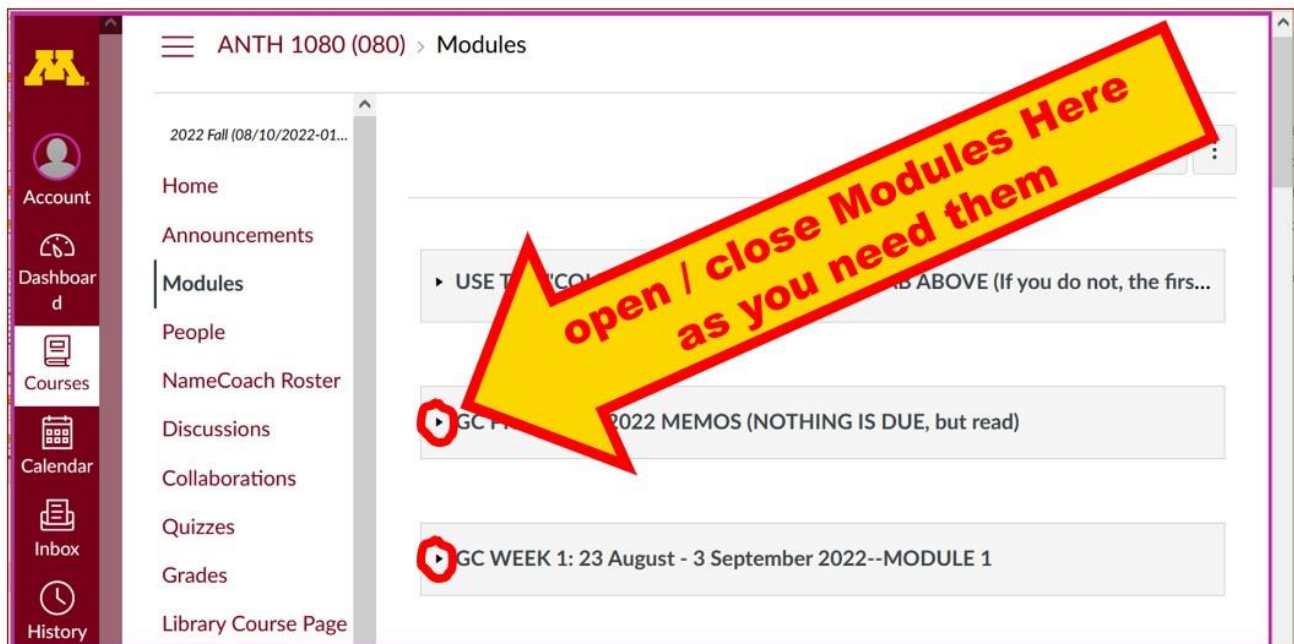 M
ANTH 1080 (080) > Modules
2022 Fall (08/10/2022-01...
Account
Dashboar
d
Courses
Calendar
Inbox
History
Home
Announcements
Modules
People
NameCoach Roster
Discussions
Collaborations
Quizzes
Grades
Library Course Page
open / close Modules Here
as you need them
USE ABOVE (If you do not, the firs...
GC 2022 MEMOS (NOTHING IS DUE, but read)
GC WEEK 1: 23 August - 3 September 2022--MODULE 1